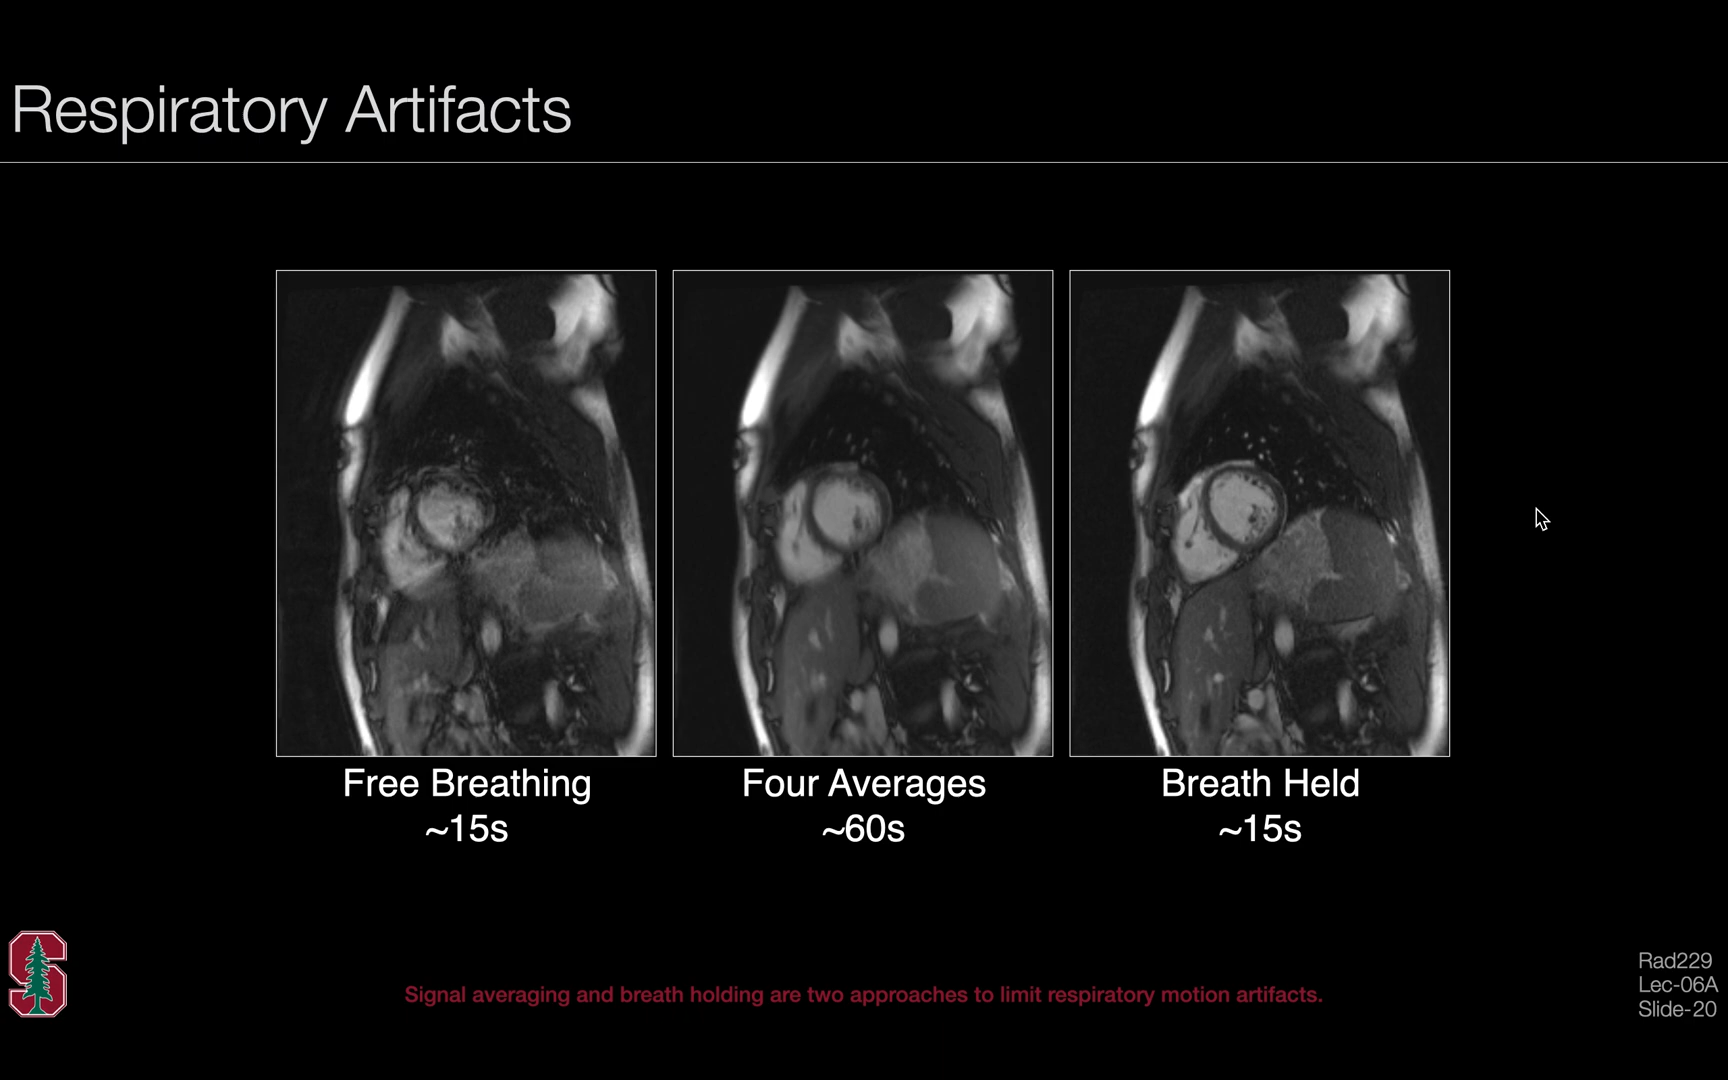 Respiratory Artifacts
Free Breathing
~15s
Four Averages
~60s
Breath Held
~15s
Signal averaging and breath holding are two approaches to limit respiratory motion artifacts.
Rad229
Lec-06A
Slide-20